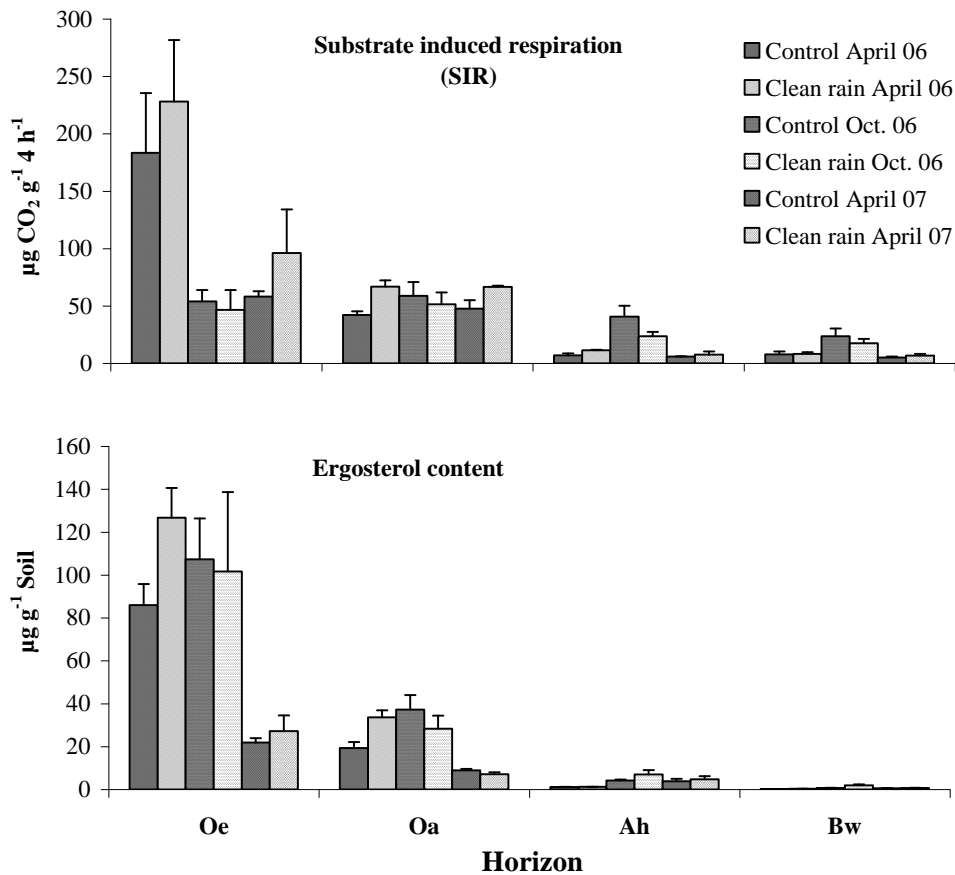 Substrate induced respiration
(SIR)
300
250
200
150
100
50
0
µg CO₂ g⁻¹ 4 h⁻¹
Control April 06
Clean rain April 06
Control Oct. 06
Clean rain Oct. 06
Control April 07
Clean rain April 07
Ergosterol content
160
140
120
100
80
60
40
20
0
µg g⁻¹ Soil
Oe Oa Ah Bw
Horizon